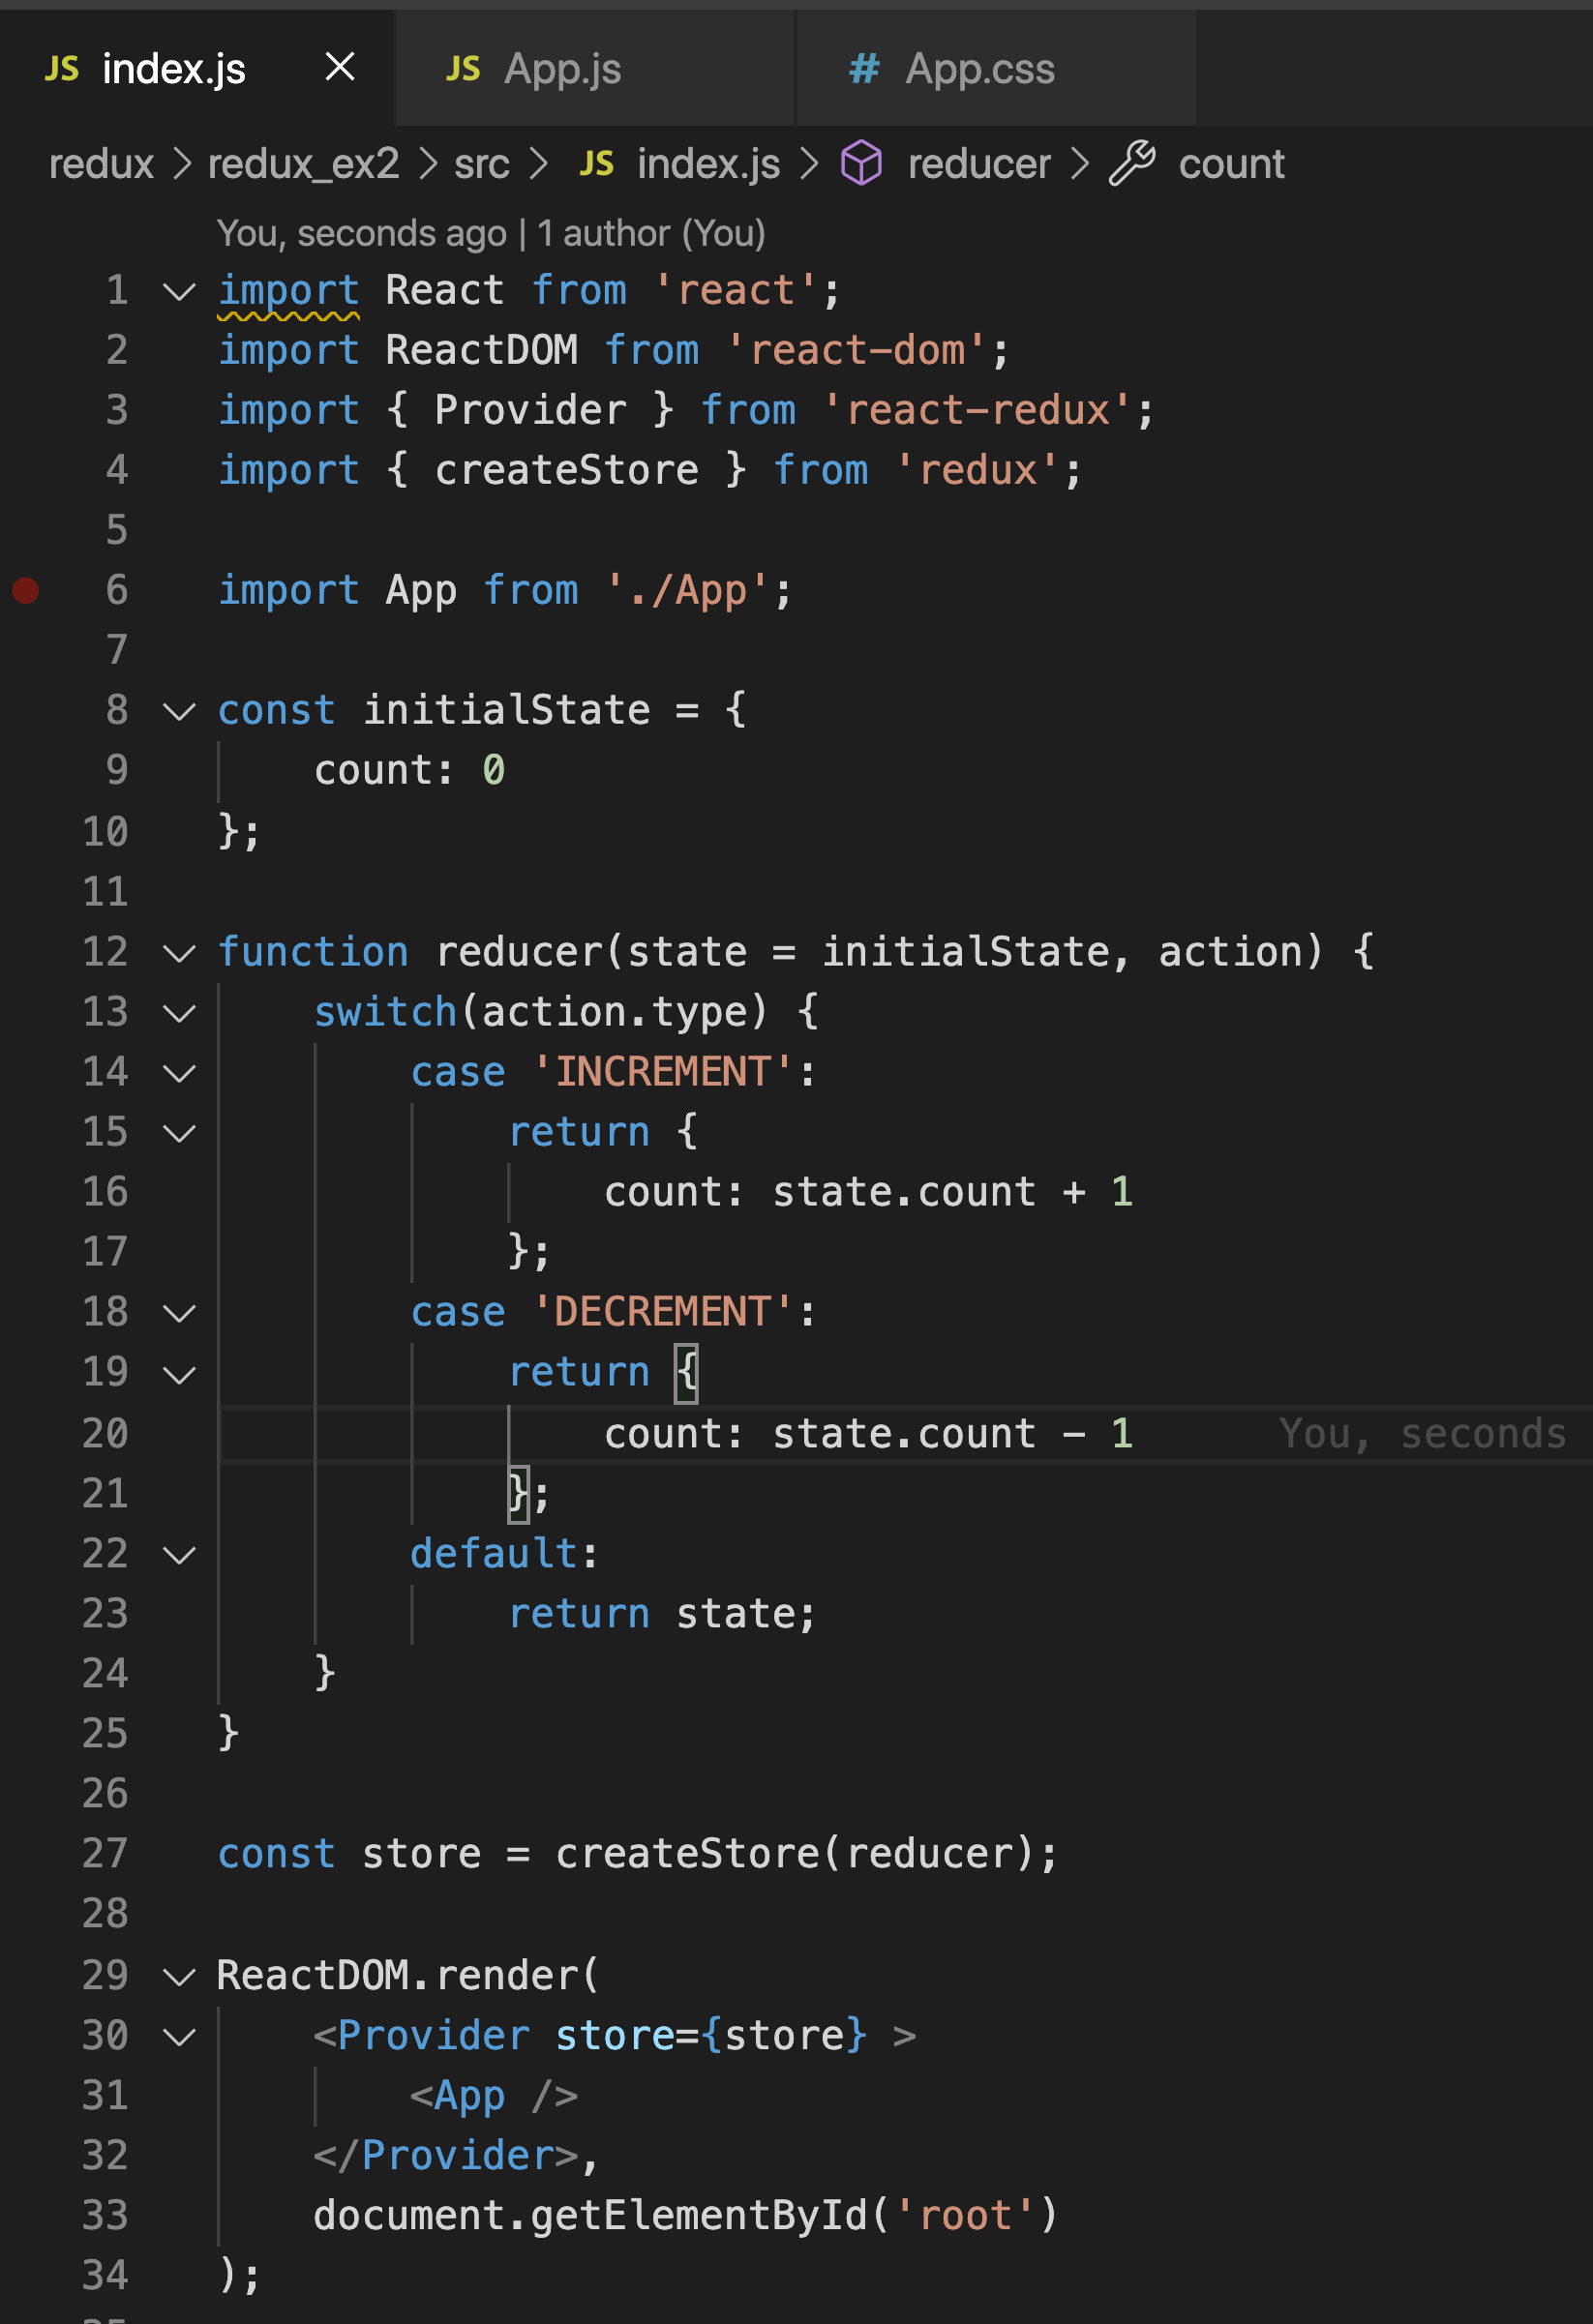 JS index.js × JS App.js # App.css
redux > redux_ex2 > src > JS index.js > reducer > count
You, seconds ago | 1 author (You)
1 import React from 'react';
2 import ReactDOM from 'react-dom';
3 import { Provider } from 'react-redux';
4 import { createStore } from 'redux';
5
6 import App from './App';
7
8 const initialState = {
9     count: 0
10 };
11
12 function reducer(state = initialState, action) {
13     switch(action.type) {
14         case 'INCREMENT':
15             return {
16                 count: state.count + 1
17             };
18         case 'DECREMENT':
19             return {
20                 count: state.count - 1 You, seconds
21             };
22         default:
23             return state;
24     }
25 }
26
27 const store = createStore(reducer);
28
29 ReactDOM.render(
30     <Provider store={store} >
31         <App />
32     </Provider>,
33     document.getElementById('root')
34 );